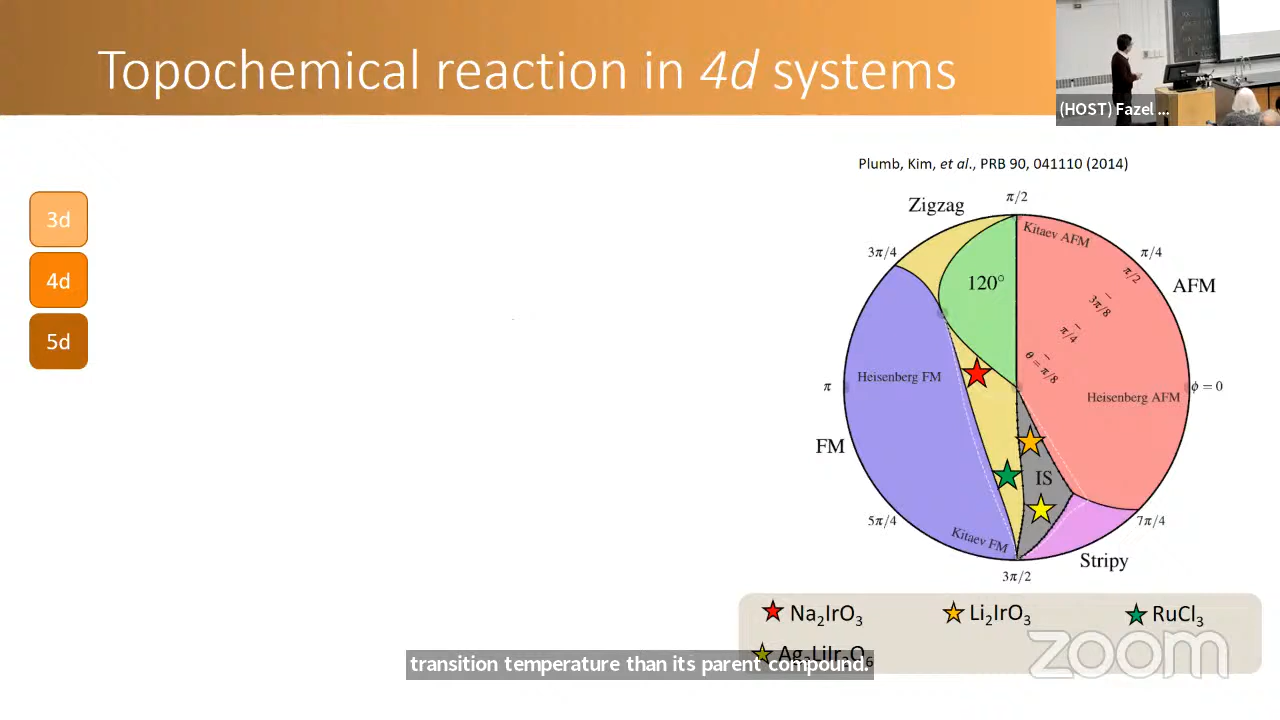 Topochemical reaction in 4d systems
(HOST) Fazel ...
Plumb, Kim, et al., PRB 90, 041110 (2014)
3d
4d
5d
Zigzag
π/2
Kitaev AFM
3π/4
π/4
π/2
AFM
120°
3π/8
π/4
θ = π/8
π
Heisenberg FM
Heisenberg AFM
ϕ = 0
FM
IS
5π/4
Kitaev FM
7π/4
3π/2
Stripy
Na₂IrO₃
Li₂IrO₃
RuCl₃
Ag₃LiIr₂O₆
transition temperature than its parent compound.
zoom